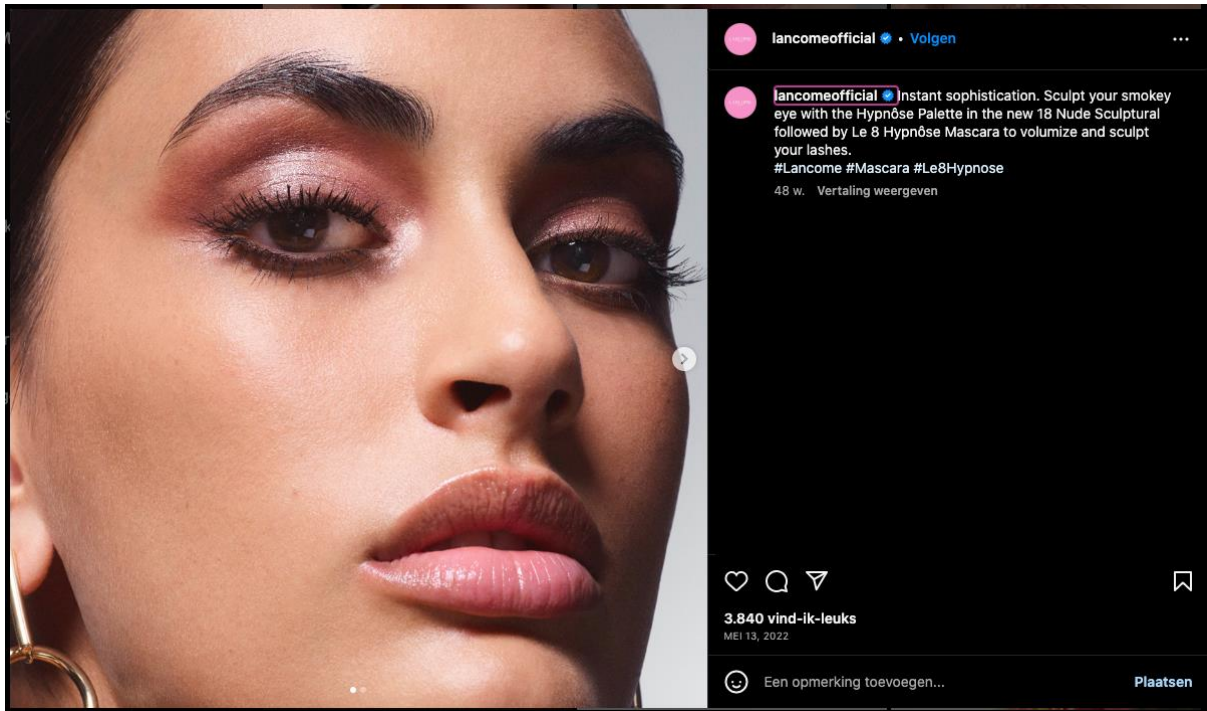 lancomeofficial • Volgen
lancomeofficial Instant sophistication. Sculpt your smokey
eye with the Hypnôse Palette in the new 18 Nude Sculptural
followed by Le 8 Hypnôse Mascara to volumize and sculpt
your lashes.
#Lancome #Mascara #Le8Hypnose
48 w. Vertaling weergeven
3.840 vind-ik-leuks
MEI 13, 2022
Een opmerking toevoegen... Plaatsen